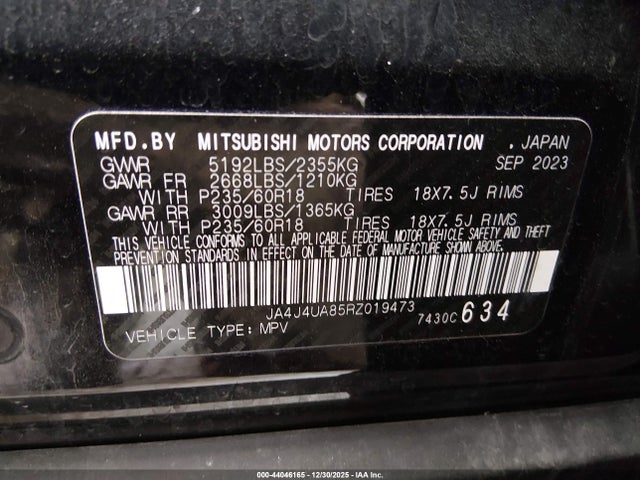 MFD.BY MITSUBISHI MOTORS CORPORATION . JAPAN
GVWR 5192LBS/2355KG SEP 2023
GAWR FR 2668LBS/1210KG
WITH P235/60R18 TIRES 18X7.5J RIMS
GAWR RR 3009LBS/1365KG
WITH P235/60R18 TIRES 18X7.5J RIMS
THIS VEHICLE CONFORMS TO ALL APPLICABLE FEDERAL MOTOR VEHICLE SAFETY AND THEFT
PREVENTION STANDARDS IN EFFECT ON THE DATE OF MANUFACTURE SHOWN ABOVE.
JA4J4UA85RZ019473
VEHICLE TYPE: MPV 7430C 634
000-44046165 - 12/30/2025 - IAA Inc.